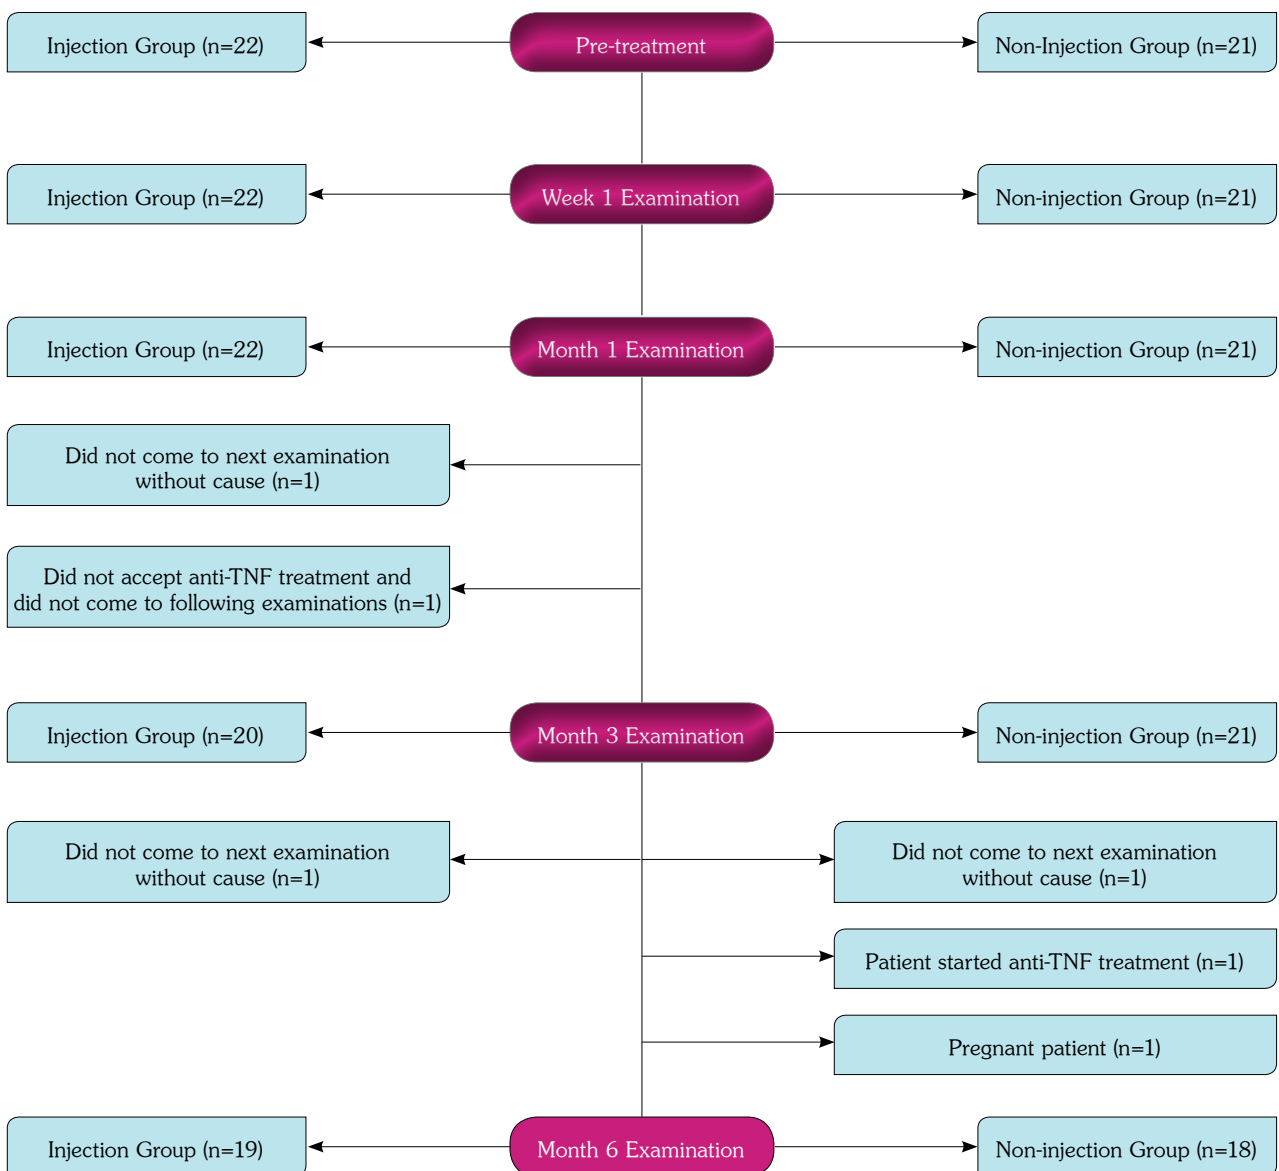 Injection Group (n=22)
Pre-treatment
Non-Injection Group (n=21)
Injection Group (n=22)
Week 1 Examination
Non-injection Group (n=21)
Injection Group (n=22)
Month 1 Examination
Non-injection Group (n=21)
Did not come to next examination
without cause (n=1)
Did not accept anti-TNF treatment and
did not come to following examinations (n=1)
Injection Group (n=20)
Month 3 Examination
Non-injection Group (n=21)
Did not come to next examination
without cause (n=1)
Did not come to next examination
without cause (n=1)
Patient started anti-TNF treatment (n=1)
Pregnant patient (n=1)
Injection Group (n=19)
Month 6 Examination
Non-injection Group (n=18)